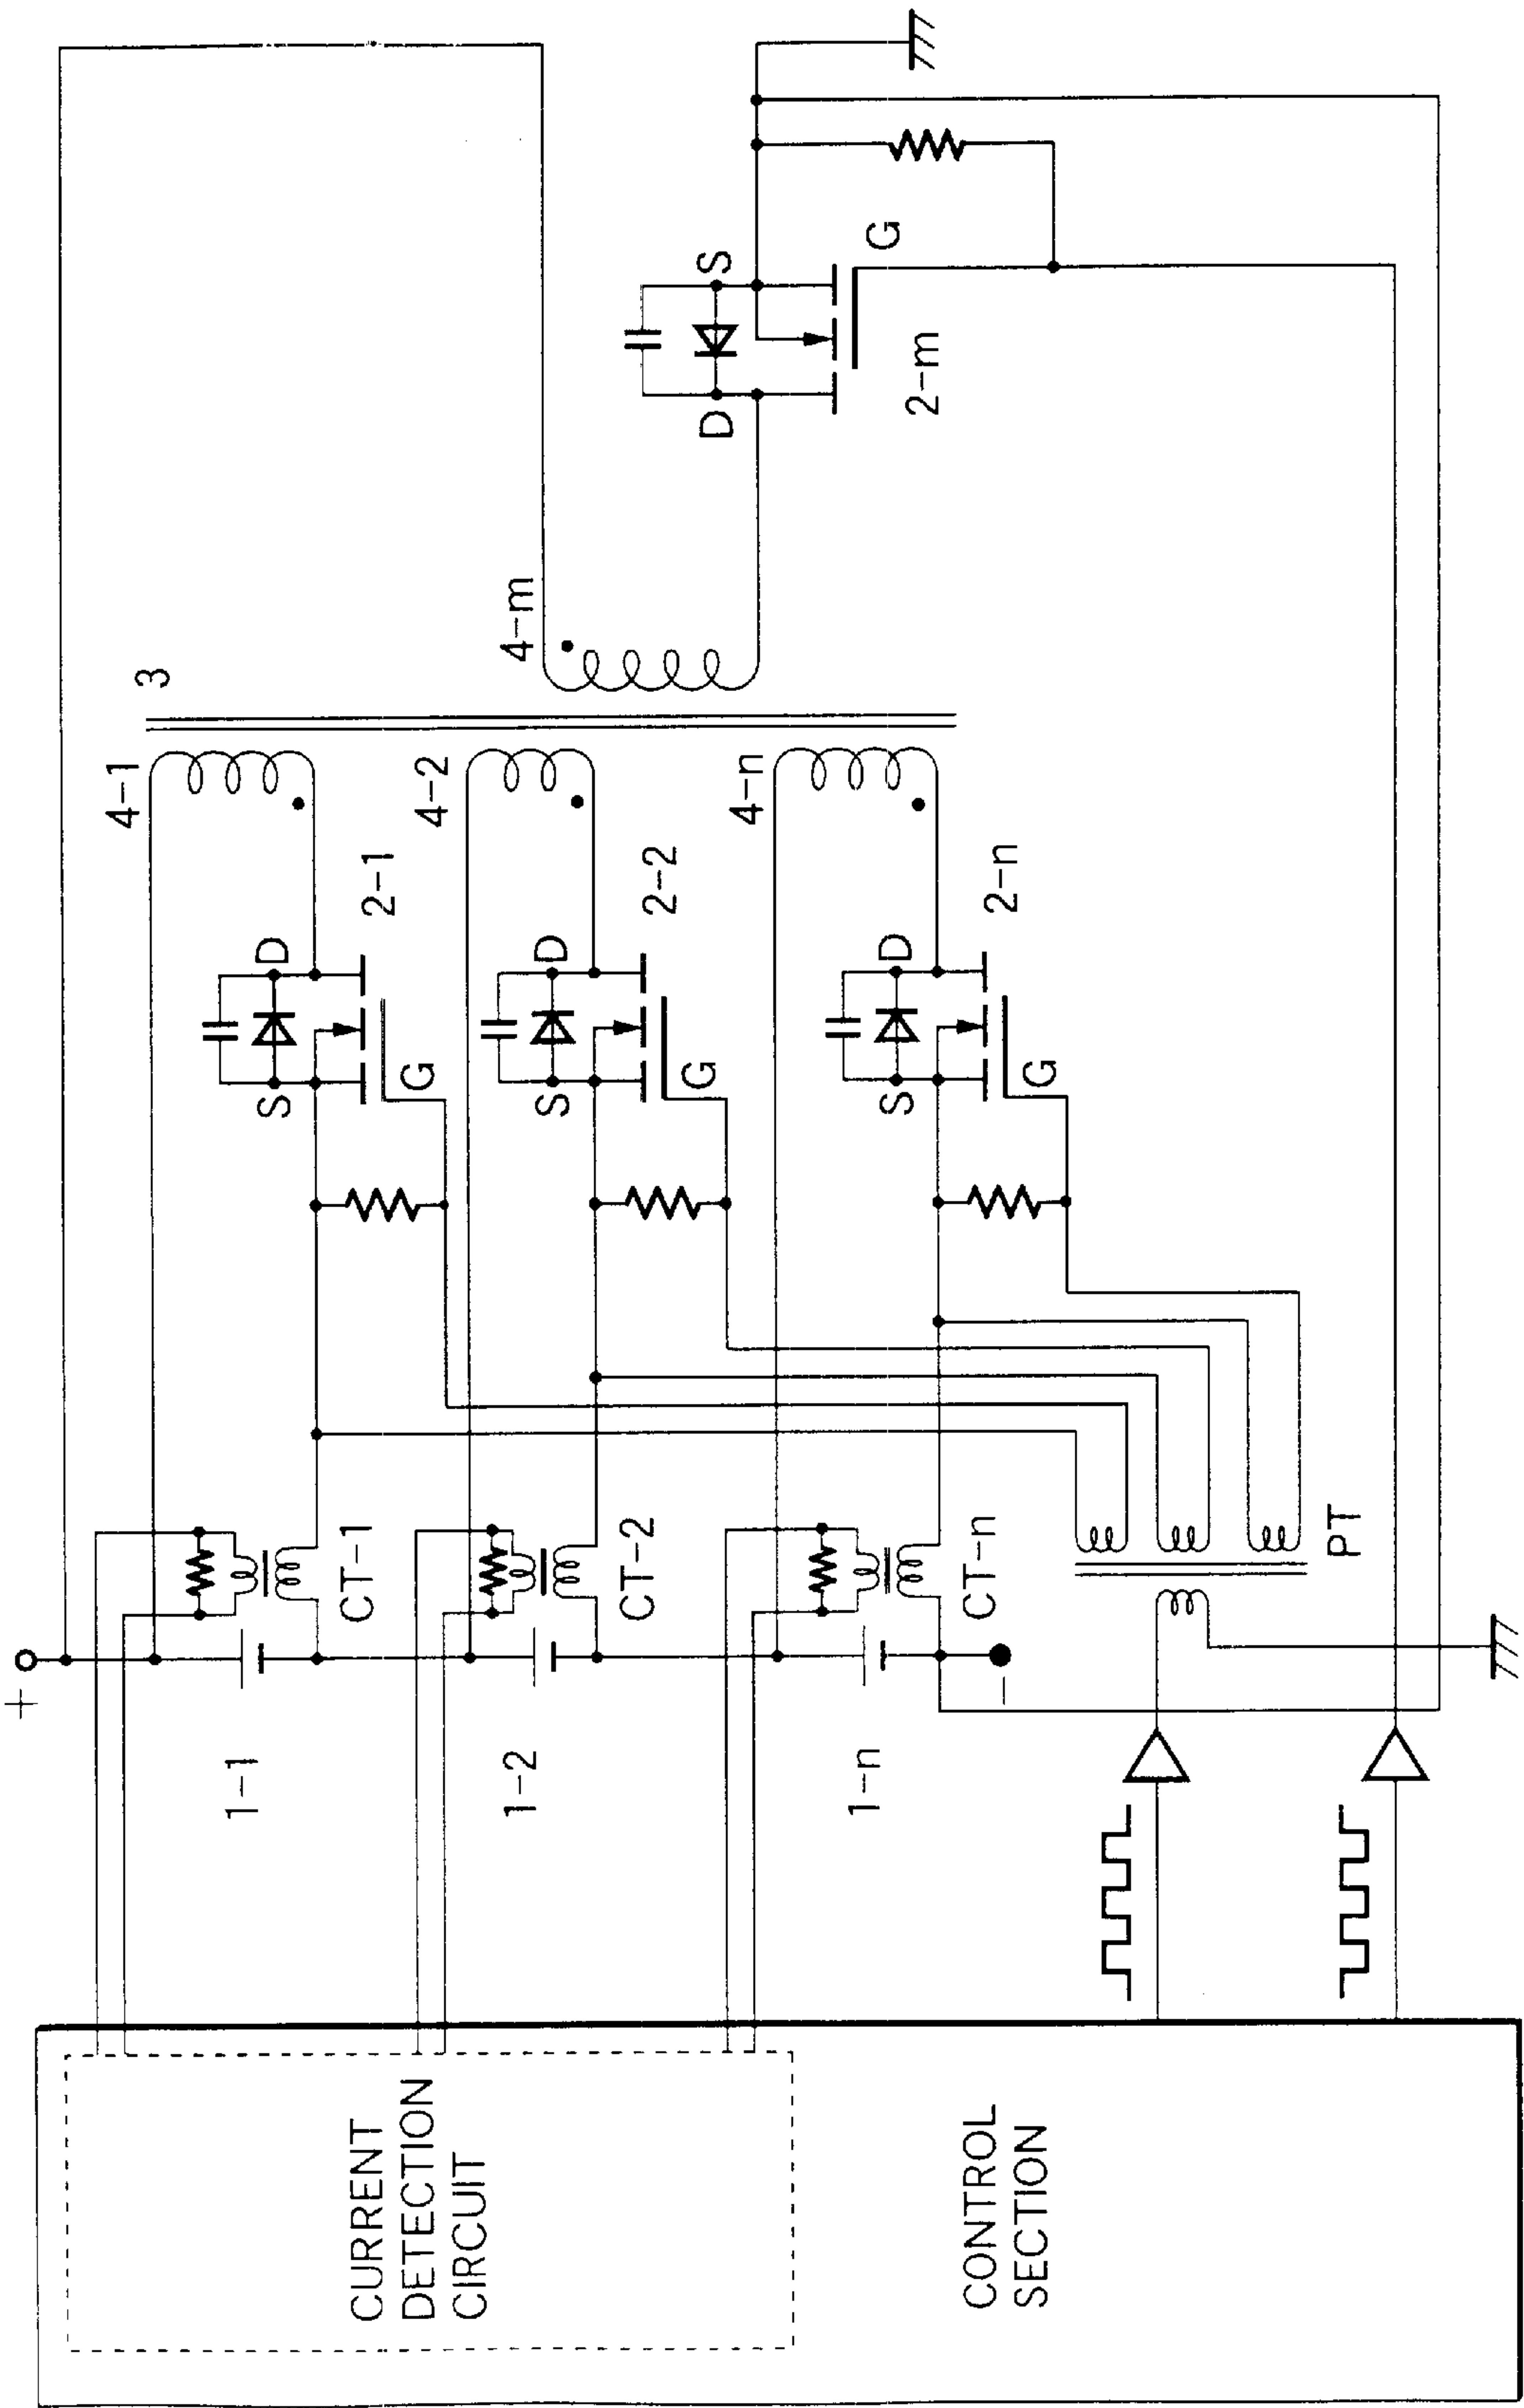 +
1-1
1-2
1-n
-
CT-1
CT-2
CT-n
PT
S
D
G
2-1
S
D
G
2-2
S
D
G
2-n
4-1
4-2
4-n
3
4-m
D
S
G
2-m
CURRENT
DETECTION
CIRCUIT
CONTROL
SECTION